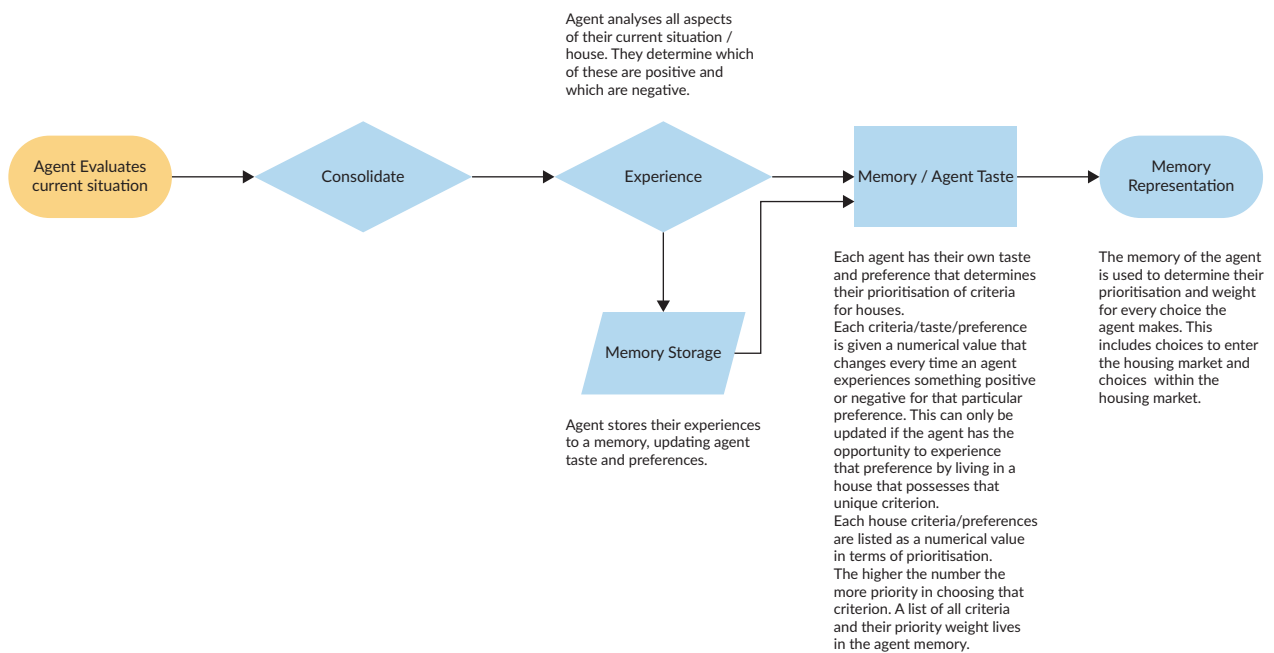 Agent analyses all aspects
of their current situation /
house. They determine which
of these are positive and
which are negative.
Agent Evaluates
current situation
Consolidate
Experience
Memory / Agent Taste
Memory
Representation
Memory Storage
Agent stores their experiences
to a memory, updating agent
taste and preferences.
Each agent has their own taste
and preference that determines
their prioritisation of criteria
for houses.
Each criteria/taste/preference
is given a numerical value that
changes every time an agent
experiences something positive
or negative for that particular
preference. This can only be
updated if the agent has the
opportunity to experience
that preference by living in a
house that possesses that
unique criterion.
Each house criteria/preferences
are listed as a numerical value
in terms of prioritisation.
The higher the number the
more priority in choosing that
criterion. A list of all criteria
and their priority weight lives
in the agent memory.
The memory of the agent
is used to determine their
prioritisation and weight
for every choice the
agent makes. This
includes choices to enter
the housing market and
choices  within the
housing market.